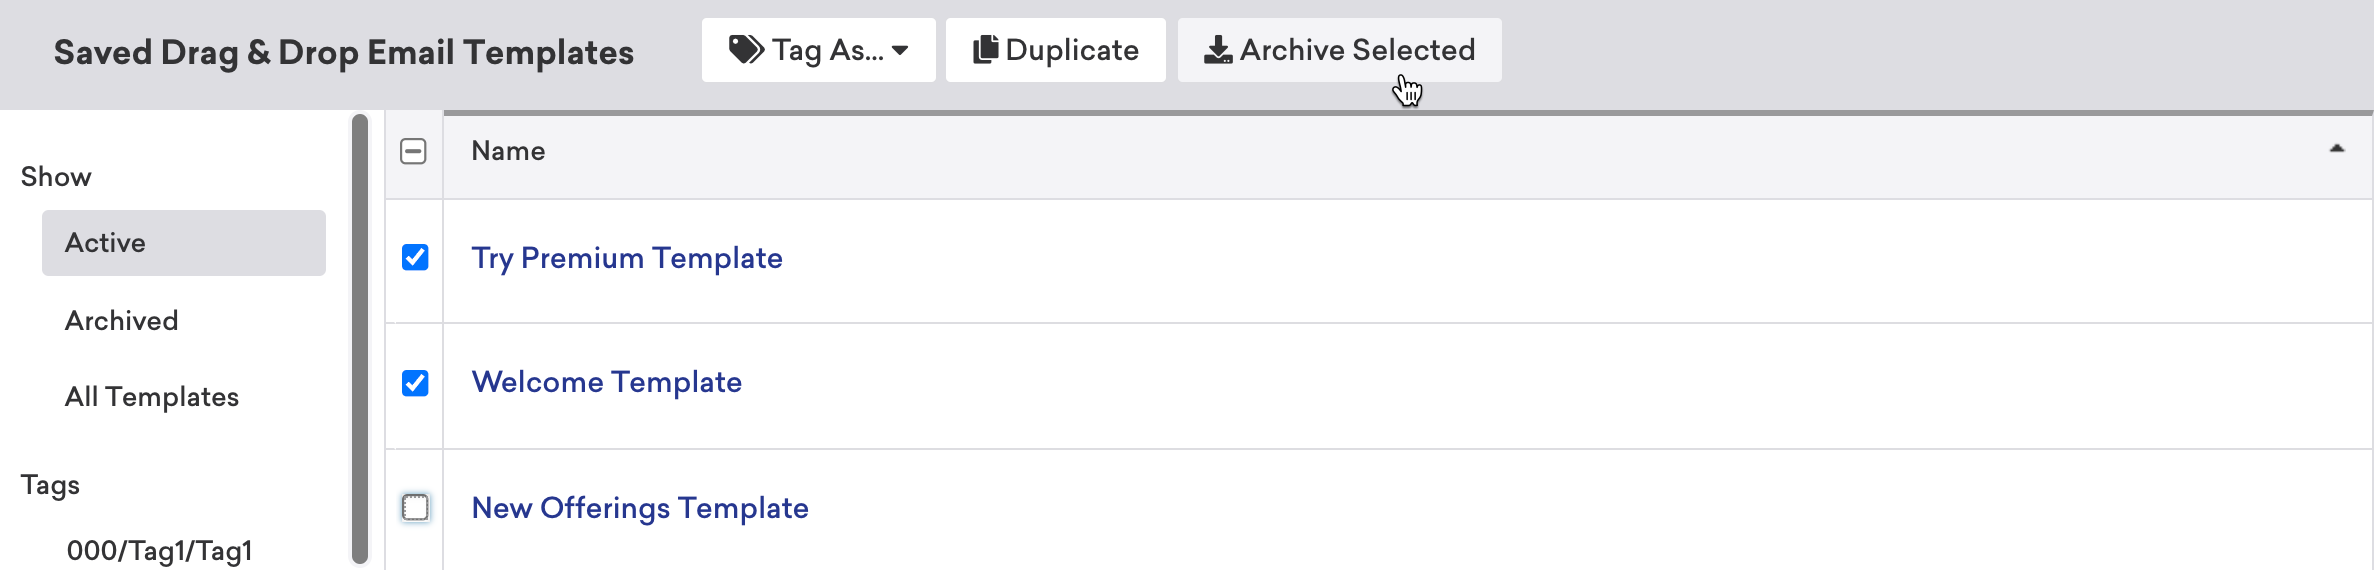 Saved Drag & Drop Email Templates
Tag As...
Duplicate
Archive Selected
Show
Active
Archived
All Templates
Tags
000/Tag1/Tag1
Name
Try Premium Template
Welcome Template
New Offerings Template